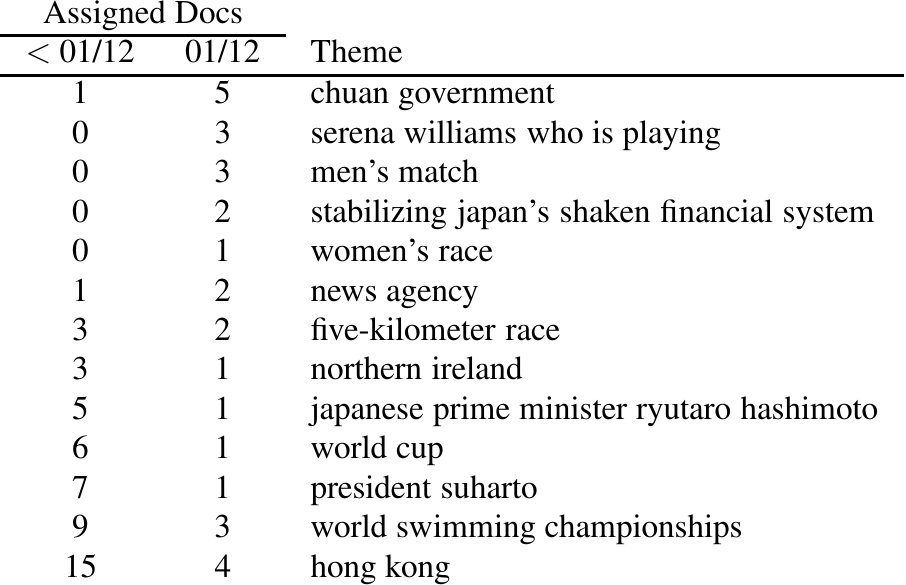 Assigned Docs
< 01/12 01/12 Theme
1 5 chuan government
0 3 serena williams who is playing
0 3 men's match
0 2 stabilizing japan's shaken financial system
0 1 women's race
1 2 news agency
3 2 five-kilometer race
3 1 northern ireland
5 1 japanese prime minister ryutaro hashimoto
6 1 world cup
7 1 president suharto
9 3 world swimming championships
15 4 hong kong